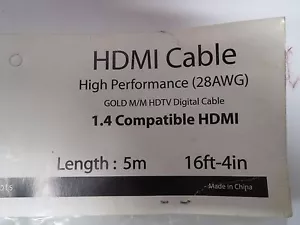 HDMI Cable
High Performance (28AWG)
GOLD M/M HDTV Digital Cable
1.4 Compatible HDMI
Length : 5m 16ft-4in
- Made in China